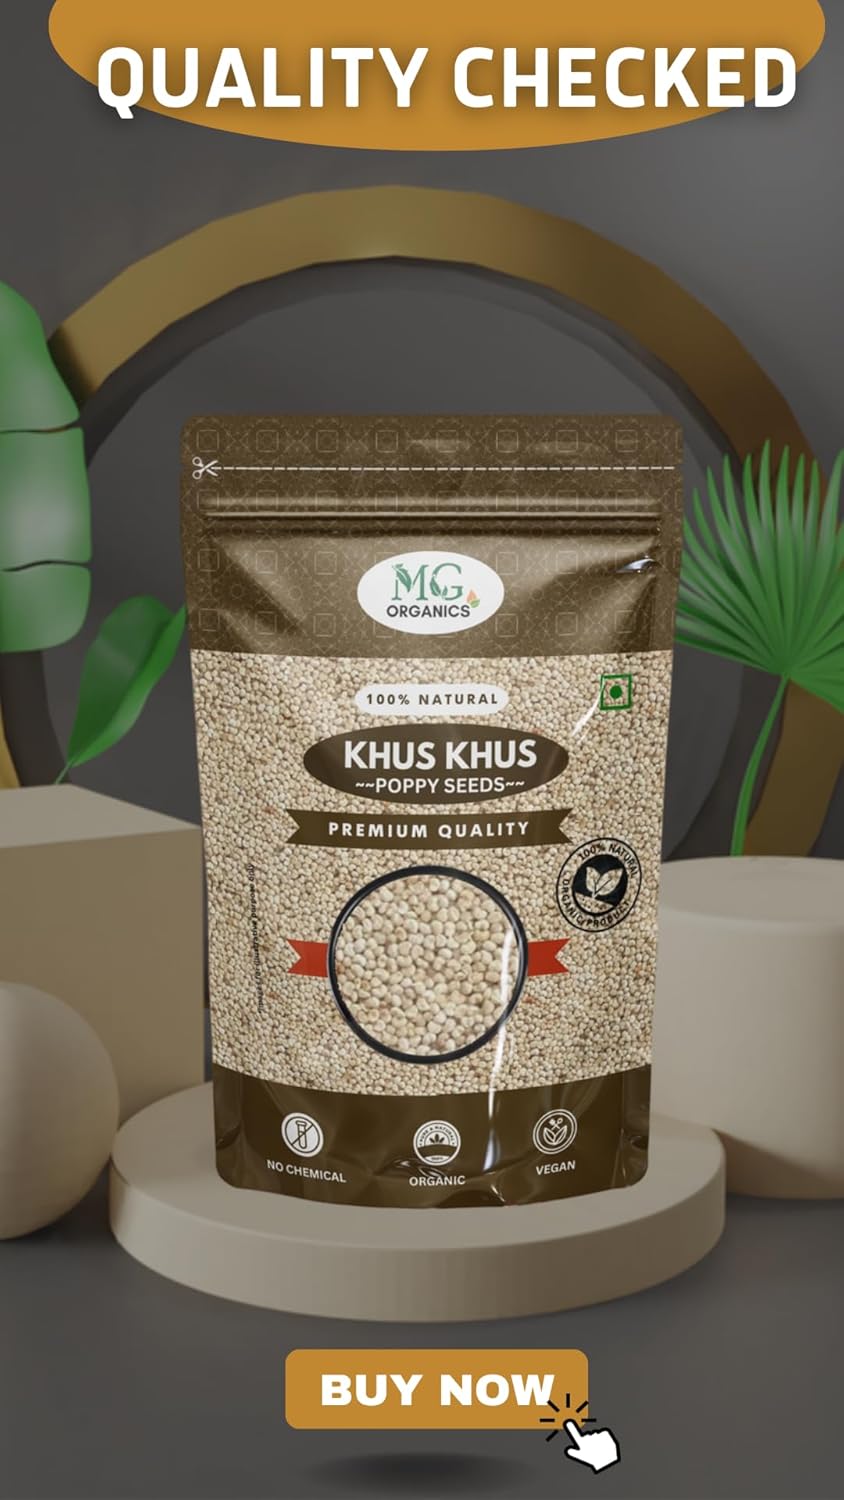 QUALITY CHECKED
MG
ORGANICS
100% NATURAL
KHUS KHUS
~~POPPY SEEDS~~
PREMIUM QUALITY
100% NATURAL
ORGANIC PRODUCT
NO CHEMICAL
ORGANIC
VEGAN
BUY NOW